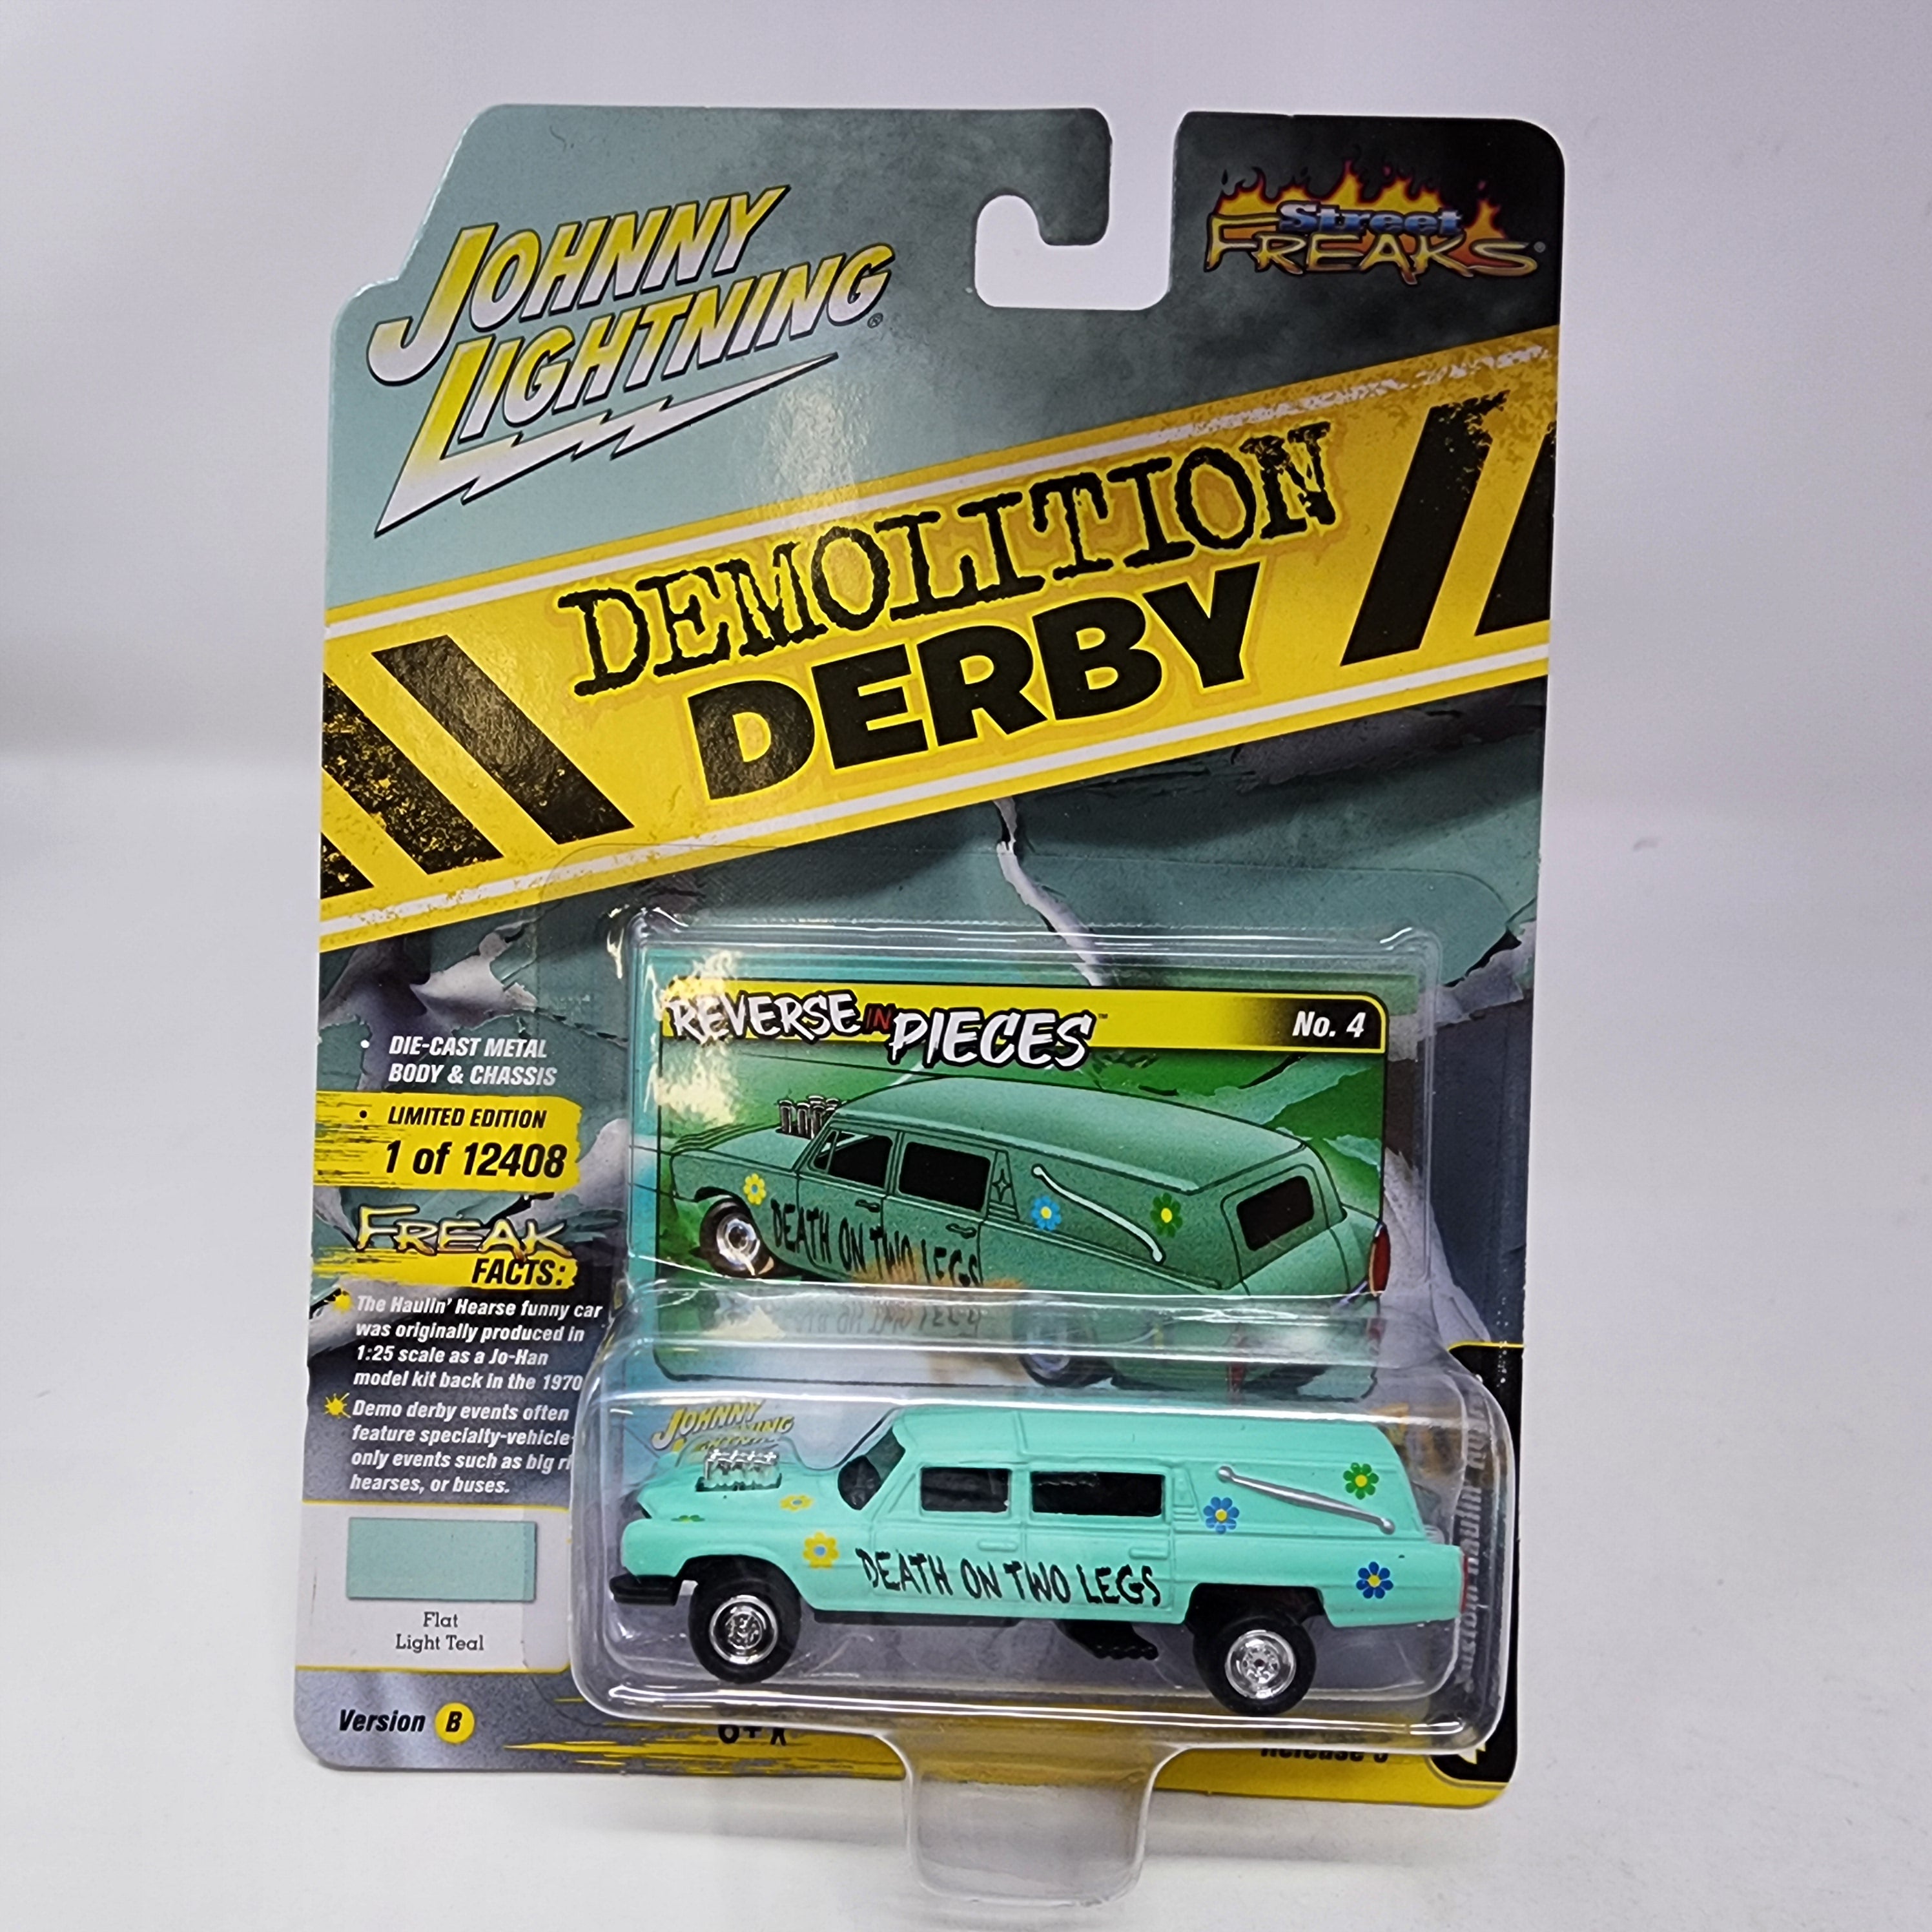 JOHNNY
LIGHTNING®
Street
FREAKS®
DEMOLITION
DERBY
REVERSE IN PIECES™
No. 4
DEATH ON TWO LEGS
• DIE-CAST METAL
BODY & CHASSIS
• LIMITED EDITION
1 of 12408
FREAK
FACTS:
The Haulin' Hearse funny car
was originally produced in
1:25 scale as a Jo-Han
model kit back in the 1970
Demo derby events often
feature specialty-vehicle-
only events such as big
hearses, or buses.
JOHNNY
LIGHTNING
DEATH ON TWO LEGS
Flat
Light Teal
Version B